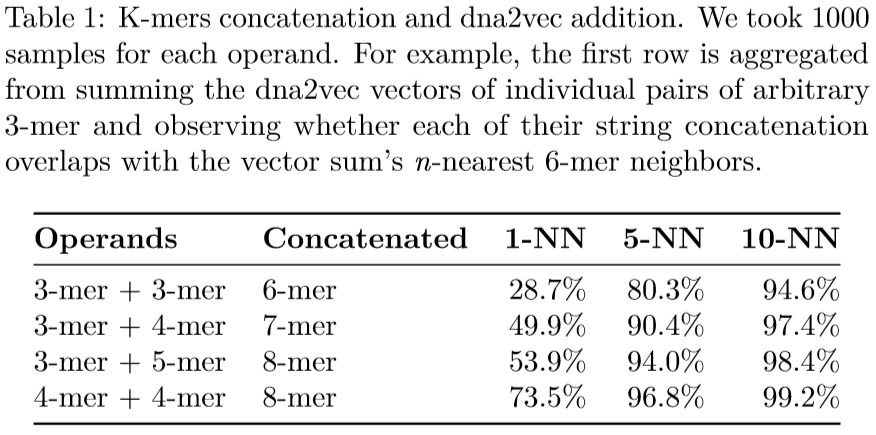 Table 1: K-mers concatenation and dna2vec addition. We took 1000
samples for each operand. For example, the first row is aggregated
from summing the dna2vec vectors of individual pairs of arbitrary
3-mer and observing whether each of their string concatenation
overlaps with the vector sum's n-nearest 6-mer neighbors.
Operands Concatenated 1-NN 5-NN 10-NN
3-mer + 3-mer 6-mer 28.7% 80.3% 94.6%
3-mer + 4-mer 7-mer 49.9% 90.4% 97.4%
3-mer + 5-mer 8-mer 53.9% 94.0% 98.4%
4-mer + 4-mer 8-mer 73.5% 96.8% 99.2%